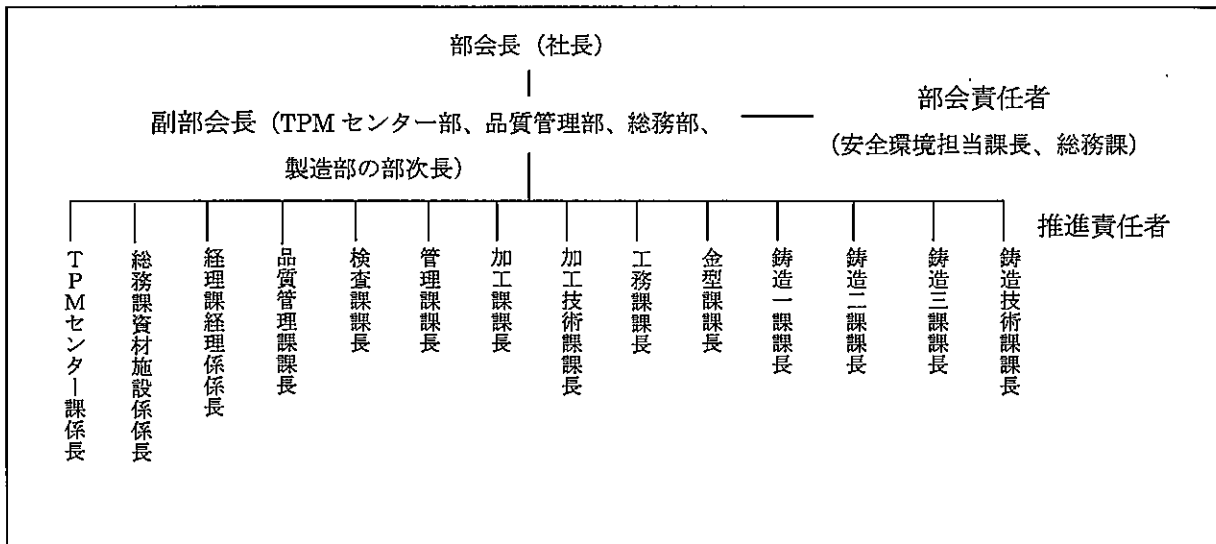 部会長（社長）
副部会長（TPM センター部、品質管理部、総務部、
製造部の部次長）
部会責任者
（安全環境担当課長、総務課）
推進責任者
TPMセンター課係長
総務課資材施設係係長
経理課経理係係長
品質管理課課長
検査課課長
管理課課長
加工課課長
加工技術課課長
工務課課長
金型課課長
鋳造一課課長
鋳造二課課長
鋳造三課課長
鋳造技術課課長